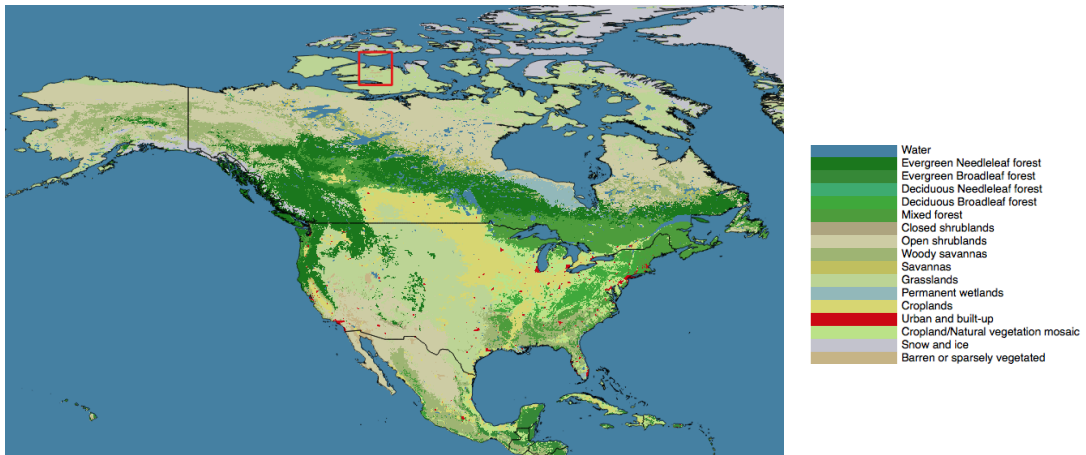 Water
Evergreen Needleleaf forest
Evergreen Broadleaf forest
Deciduous Needleleaf forest
Deciduous Broadleaf forest
Mixed forest
Closed shrublands
Open shrublands
Woody savannas
Savannas
Grasslands
Permanent wetlands
Croplands
Urban and built-up
Cropland/Natural vegetation mosaic
Snow and ice
Barren or sparsely vegetated